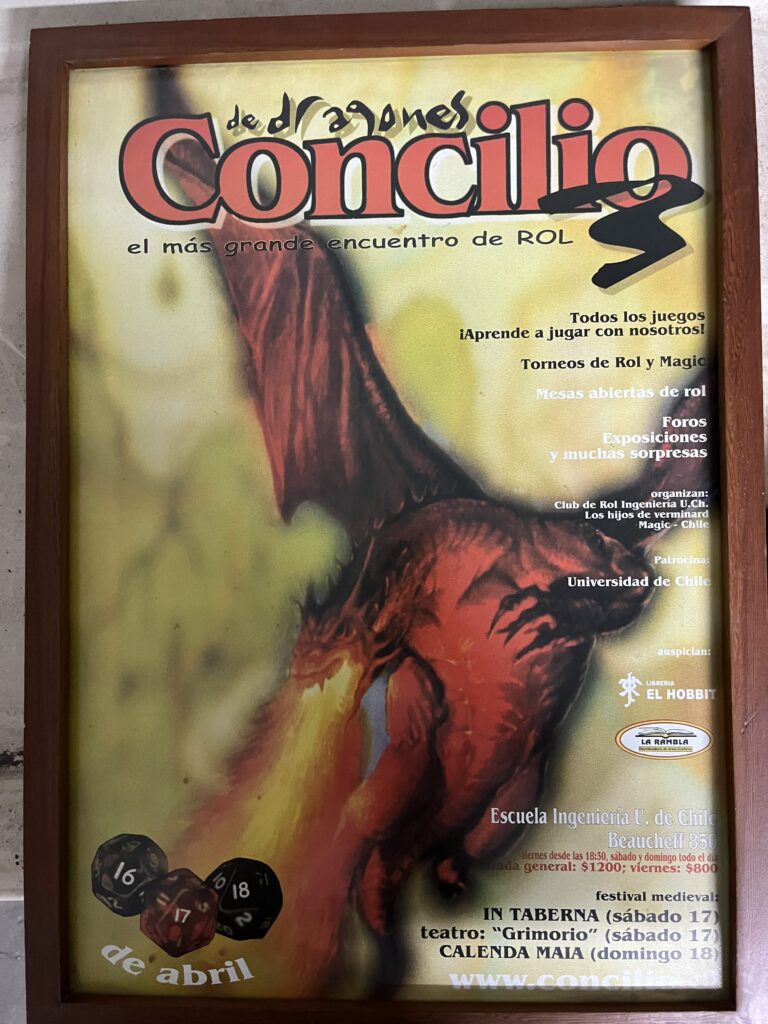 de dragones
Concilio
3
el más grande encuentro de ROL
Todos los juegos
¡Aprende a jugar con nosotros!
Torneos de Rol y Magic
Mesas abiertas de rol
Foros
Exposiciones
y muchas sorpresas
organizan:
Club de Rol Ingeniería U.Ch.
Los hijos de verminard
Magic - Chile
Patrocina:
Universidad de Chile
auspician:
LIBRERIA
EL HOBBIT
LA RAMBLA
Escuela Ingeniería U. de Chile
Beaucheff 850
viernes desde las 18:30, sábado y domingo todo el día
general: $1200; viernes: $800
festival medieval:
IN TABERNA (sábado 17)
teatro: "Grimorio" (sábado 17)
CALENDA MAIA (domingo 18)
16 17 18
de abril